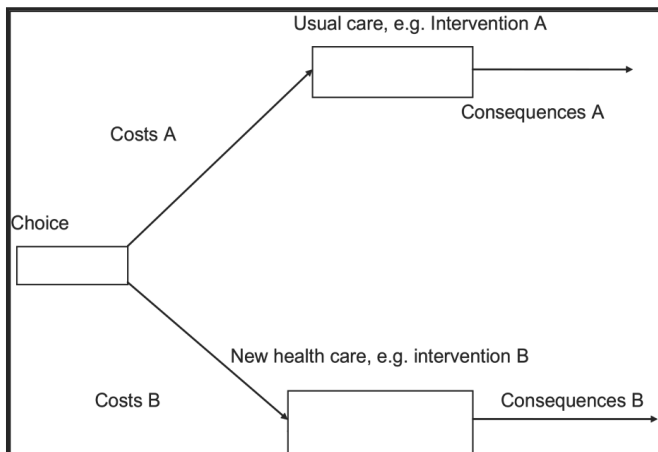 Usual care, e.g. Intervention A
Consequences A
Costs A
Choice
New health care, e.g. intervention B
Costs B
Consequences B